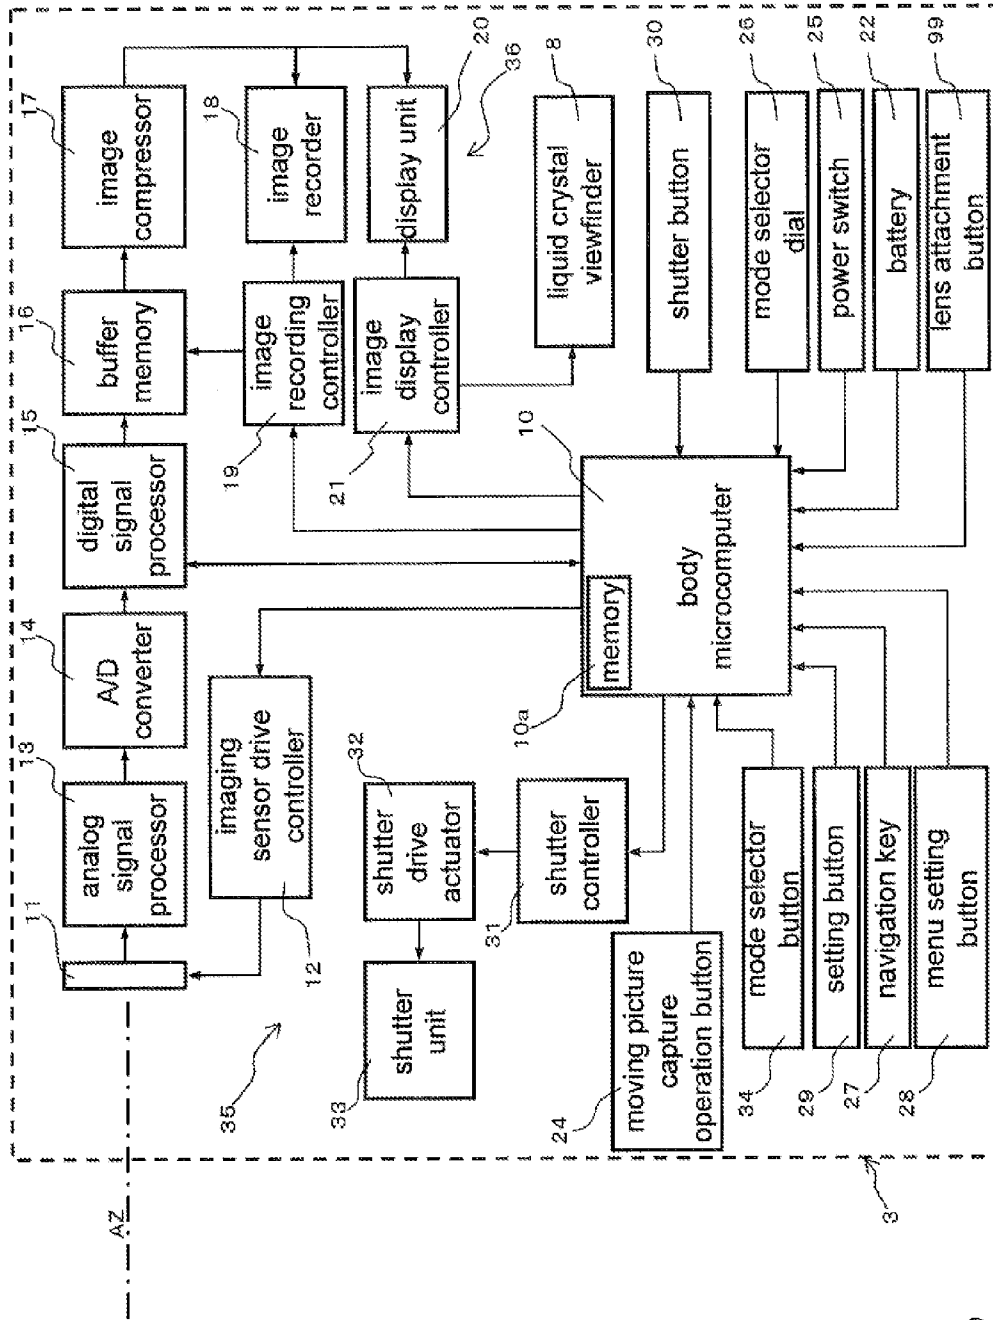 AZ
3
35
36
11
13
analog
signal
processor
14
A/D
converter
15
digital
signal
processor
16
buffer
memory
17
image
compressor
12
imaging
sensor drive
controller
19
image
recording
controller
18
image
recorder
33
shutter
unit
32
shutter
drive
actuator
21
image
display
controller
20
display unit
31
shutter
controller
8
liquid crystal
viewfinder
24
moving picture
capture
operation button
10a
memory
10
body
microcomputer
30
shutter button
34
mode selector
button
26
mode selector
dial
29
setting button
25
power switch
27
navigation key
22
battery
28
menu setting
button
99
lens attachment
button